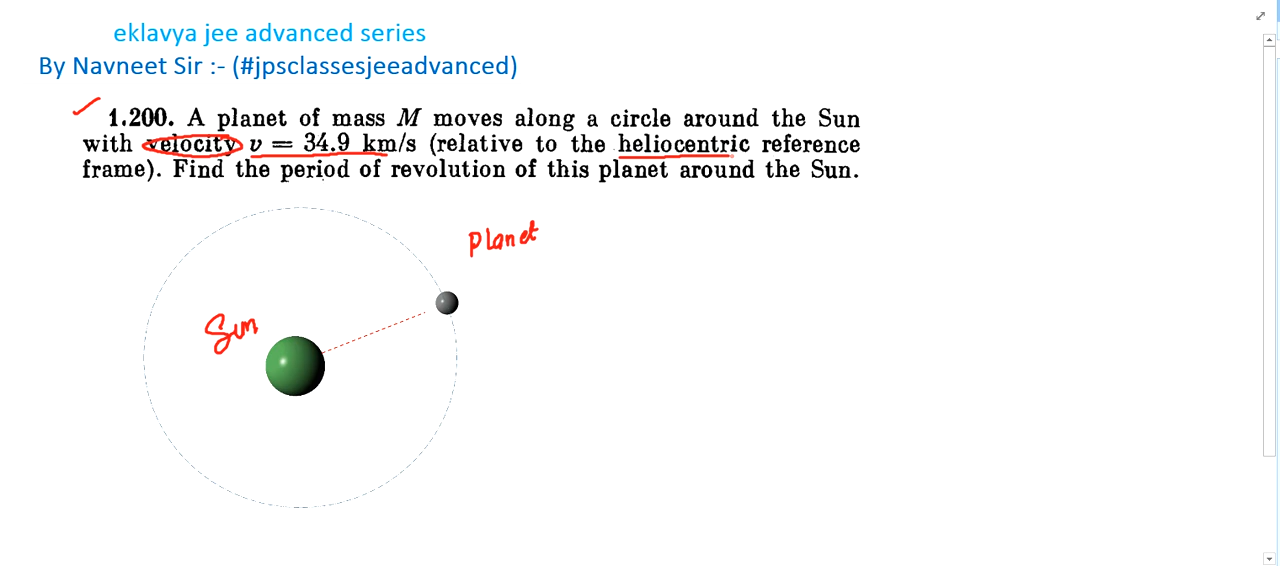 eklavya jee advanced series
By Navneet Sir :- (#jpsclassesjeeadvanced)
1.200. A planet of mass M moves along a circle around the Sun
with velocity v = 34.9 km/s (relative to the heliocentric reference
frame). Find the period of revolution of this planet around the Sun.
Planet
Sun